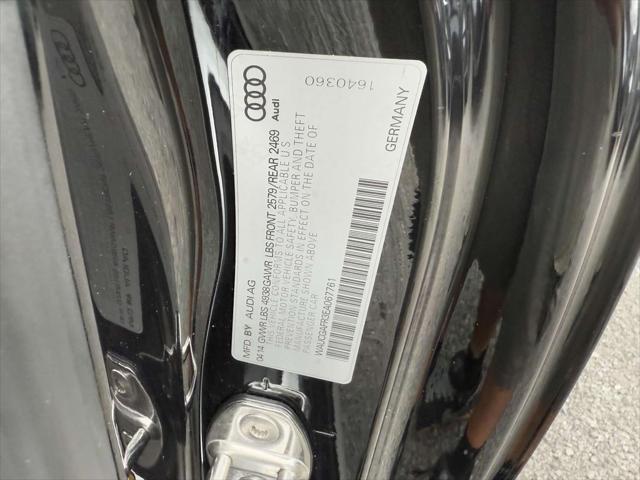 Audi
1640360
MFD. BY AUDI AG
04 14 GVWR LBS 4938 GAWR LBS FRONT 2579/REAR 2469
THIS VEHICLE CONFORMS TO ALL APPLICABLE U S
FEDERAL MOTOR VEHICLE SAFETY, BUMPER AND THEFT
PREVENTION STANDARDS IN EFFECT ON THE DATE OF
MANUFACTURE SHOWN ABOVE
PASSENGER CAR
GERMANY
WAUCGAFR3EA067761